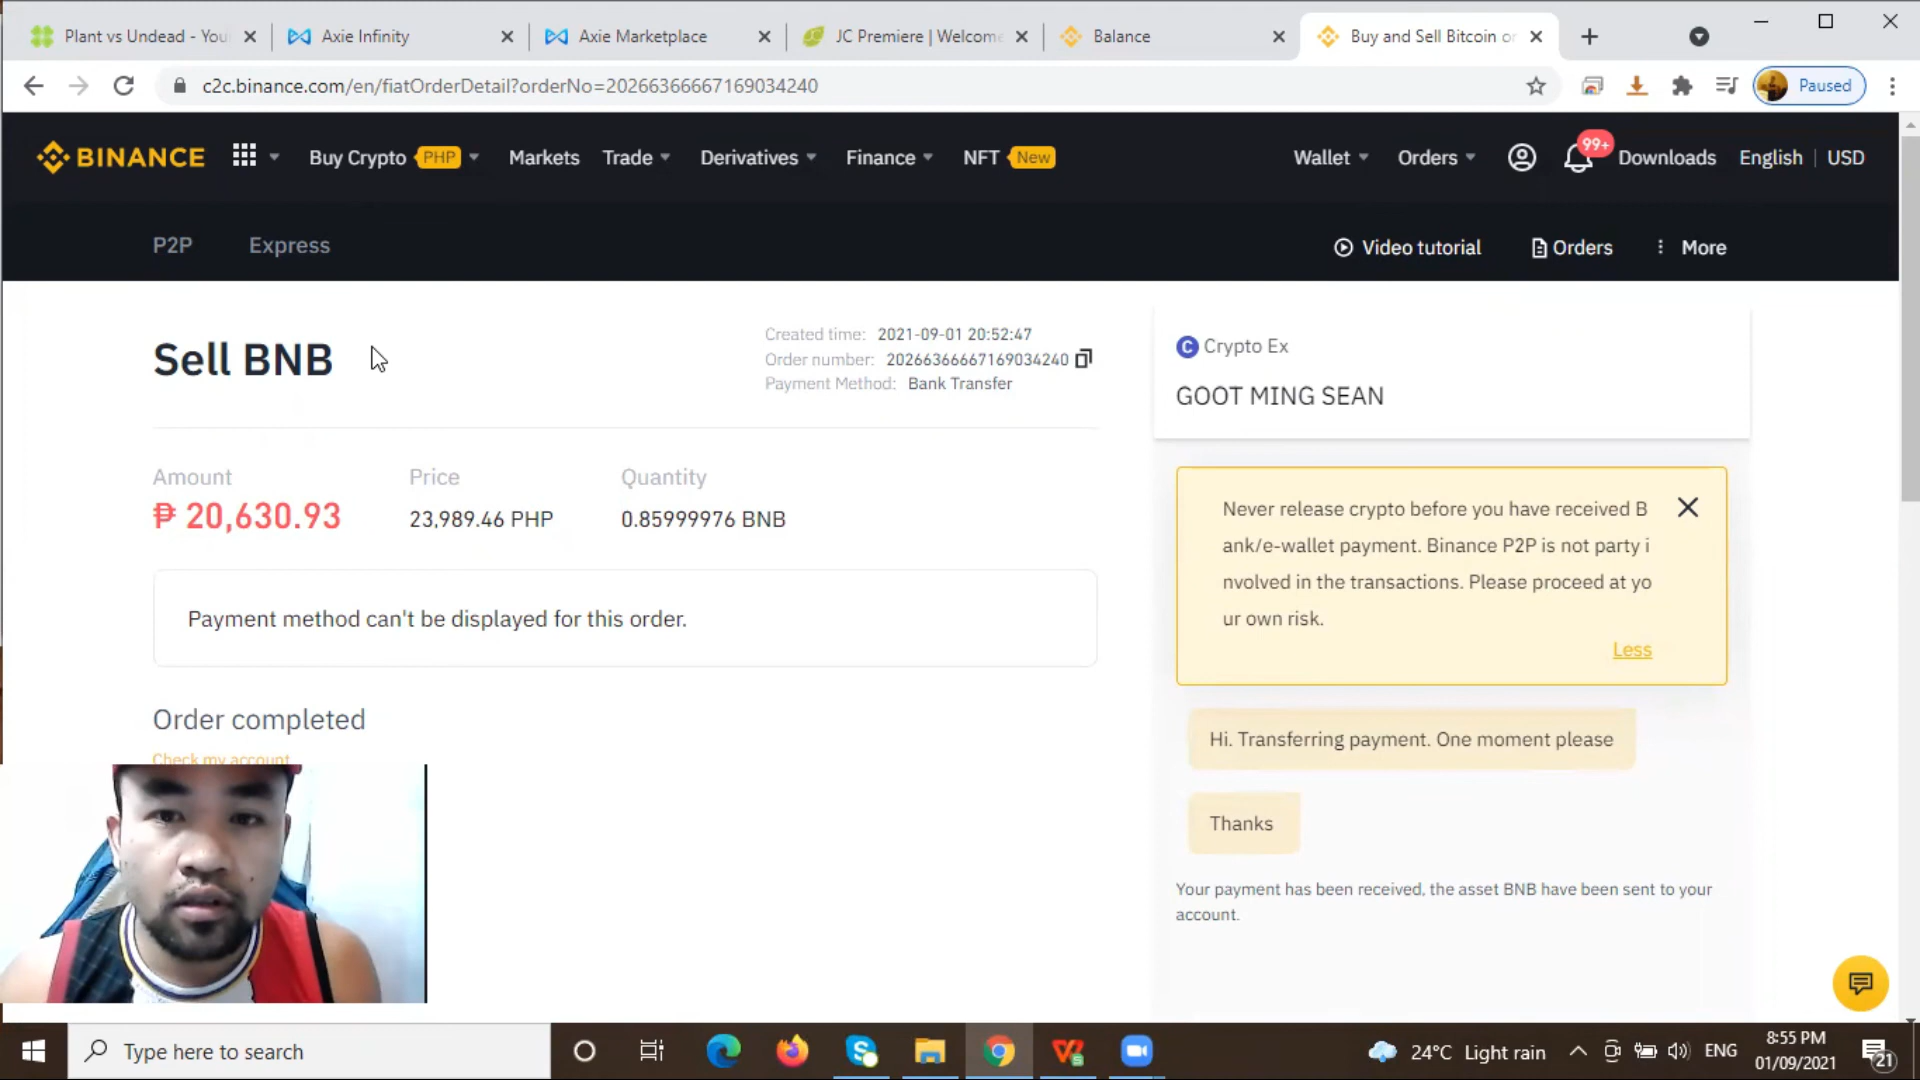 Plant vs Undead - You
Axie Infinity
Axie Marketplace
JC Premiere | Welcome
Balance
Buy and Sell Bitcoin or
c2c.binance.com/en/fiatOrderDetail?orderNo=20266366667169034240
Paused
BINANCE
Buy Crypto PHP
Markets
Trade
Derivatives
Finance
NFT New
Wallet
Orders
99+
Downloads
English | USD
P2P
Express
Video tutorial
Orders
More
Sell BNB
Created time: 2021-09-01 20:52:47
Order number: 20266366667169034240
Payment Method: Bank Transfer
Amount
₱ 20,630.93
Price
23,989.46 PHP
Quantity
0.85999976 BNB
Payment method can't be displayed for this order.
Order completed
Check my account
C Crypto Ex
GOOT MING SEAN
Never release crypto before you have received B
ank/e-wallet payment. Binance P2P is not party i
nvolved in the transactions. Please proceed at yo
ur own risk.
Less
Hi. Transferring payment. One moment please
Thanks
Your payment has been received, the asset BNB have been sent to your
account.
Type here to search
24°C Light rain
ENG
8:55 PM
01/09/2021
21